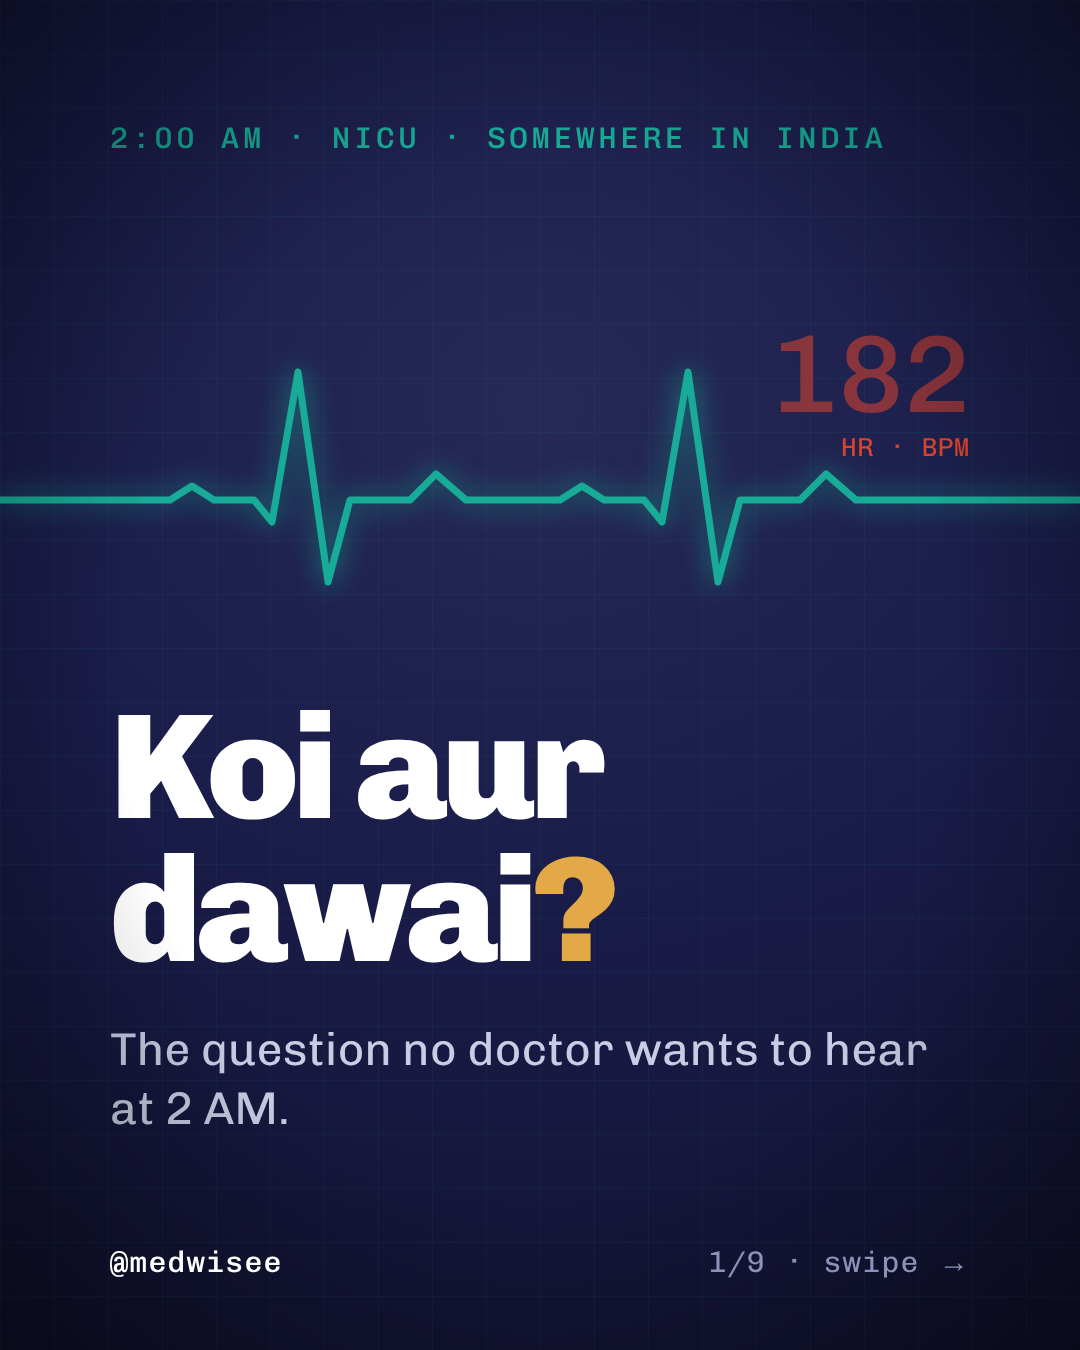 2:00 AM · NICU · SOMEWHERE IN INDIA
182
HR · BPM
Koi aur
dawai?
The question no doctor wants to hear
at 2 AM.
@medwisee
1/9 · swipe →